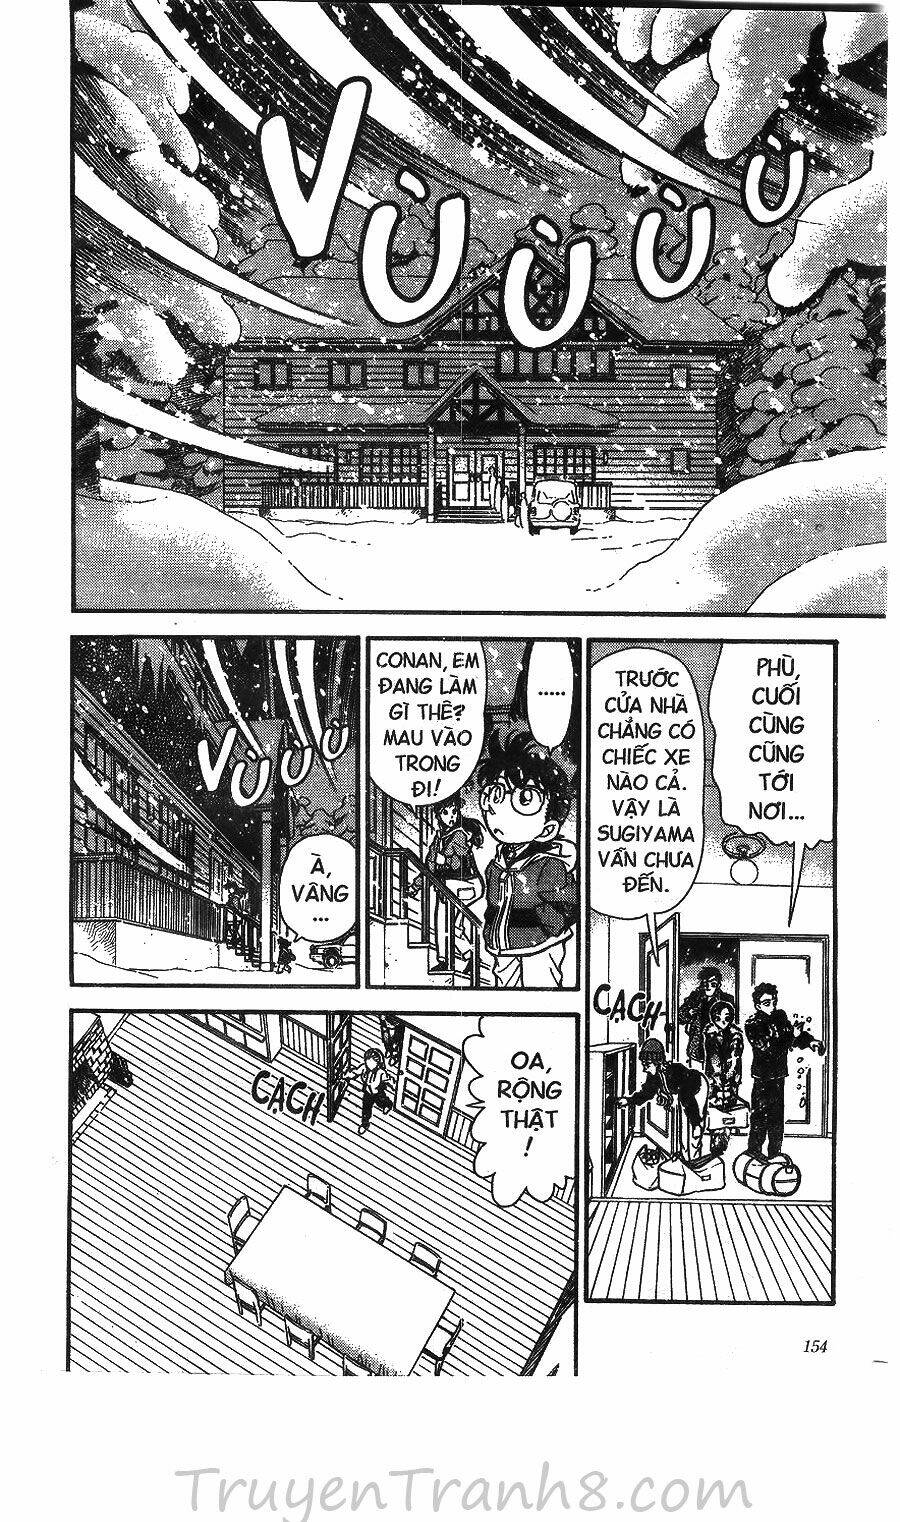 VÙÙÙÙ
PHÙ,
CUỐI
CÙNG
CŨNG
TỚI
NƠI...
TRƯỚC
CỬA NHÀ
CHẲNG CÓ
CHIẾC XE
NÀO CẢ.
VẬY LÀ
SUGIYAMA
VẪN CHƯA
ĐẾN.
CẠCH
.....
CONAN, EM
ĐANG LÀM
GÌ THẾ?
MAU VÀO
TRONG
ĐI!
VÙÙÙ
À,
VÂNG
...
OA,
RỘNG
THẬT
!
CẠCH
154
TruyenTranh8.com